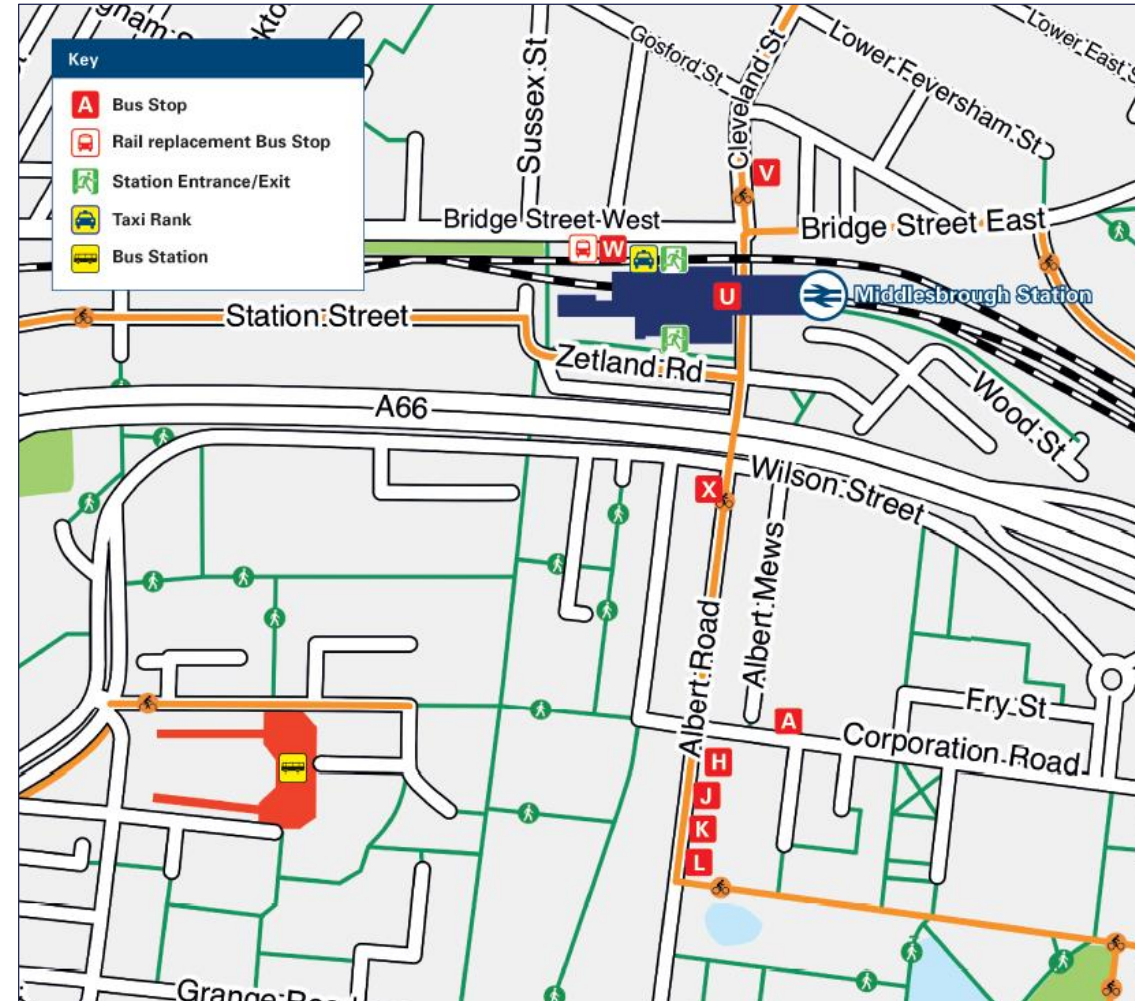 Key
A Bus Stop
Rail replacement Bus Stop
Station Entrance/Exit
Taxi Rank
Bus Station
Sussex St
Gosford St
Cleveland St
Lower Feversham St
Lower East S
V
Bridge Street West
Bridge Street East
W
U
Middlesbrough Station
Station Street
Zetland Rd
A66
Wood St
Wilson Street
X
Albert Mews
Albert Road
Fry St
A
Corporation Road
H
J
K
L